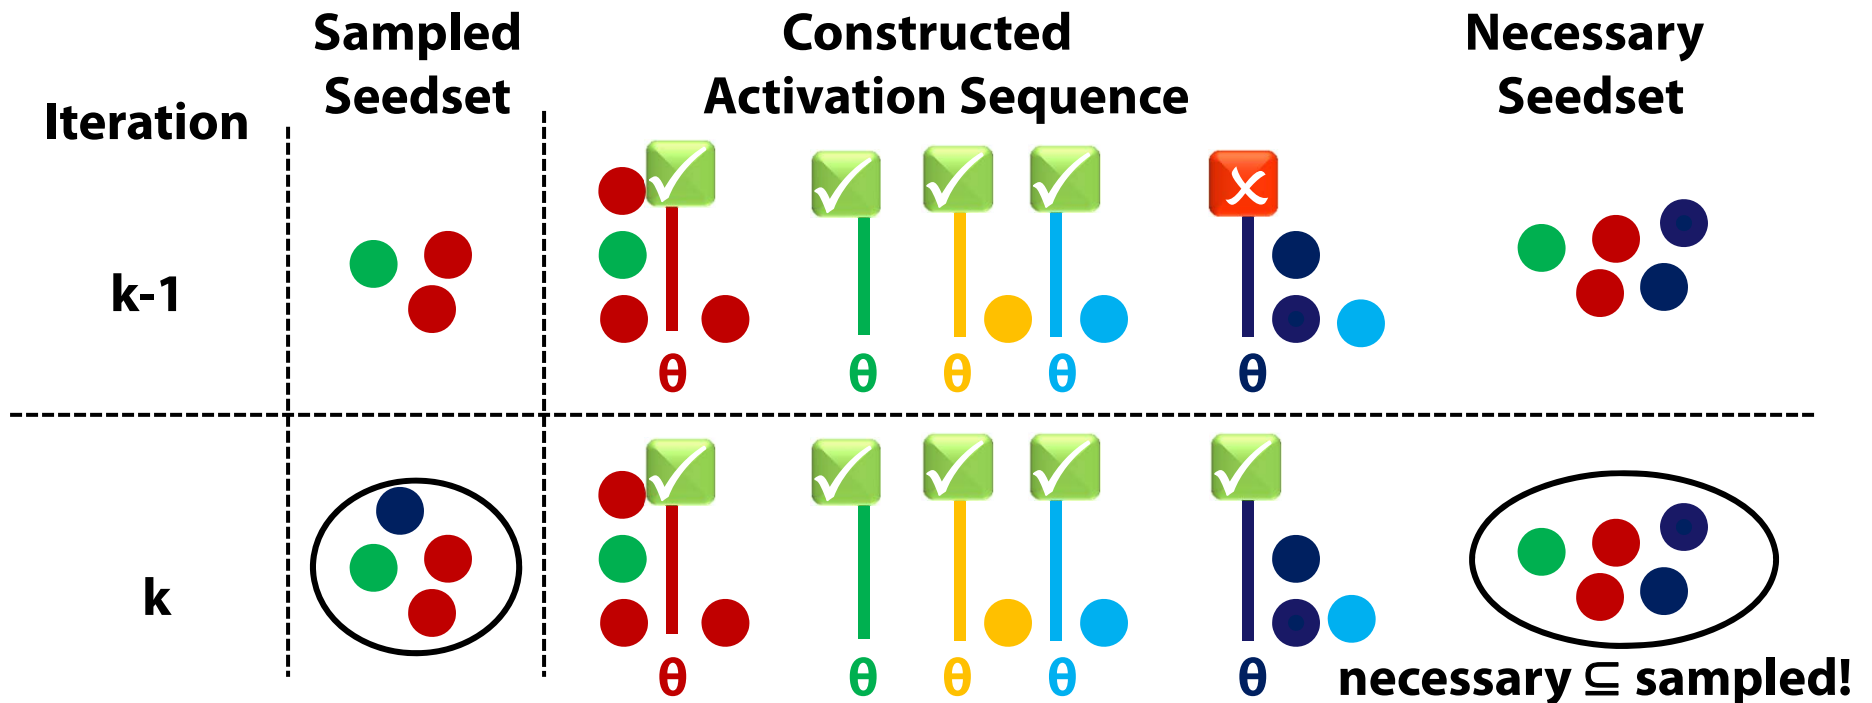 Sampled
Seedset
Constructed
Activation Sequence
Necessary
Seedset
Iteration
k-1
θ θ θ θ θ
k
θ θ θ θ θ
necessary ⊆ sampled!